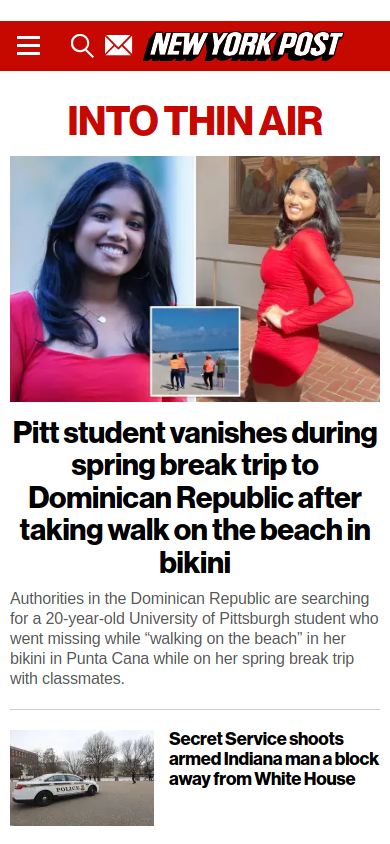 NEW YORK POST
INTO THIN AIR
Pitt student vanishes during
spring break trip to
Dominican Republic after
taking walk on the beach in
bikini
Authorities in the Dominican Republic are searching
for a 20-year-old University of Pittsburgh student who
went missing while “walking on the beach” in her
bikini in Punta Cana while on her spring break trip
with classmates.
Secret Service shoots
armed Indiana man a block
away from White House
POLICE